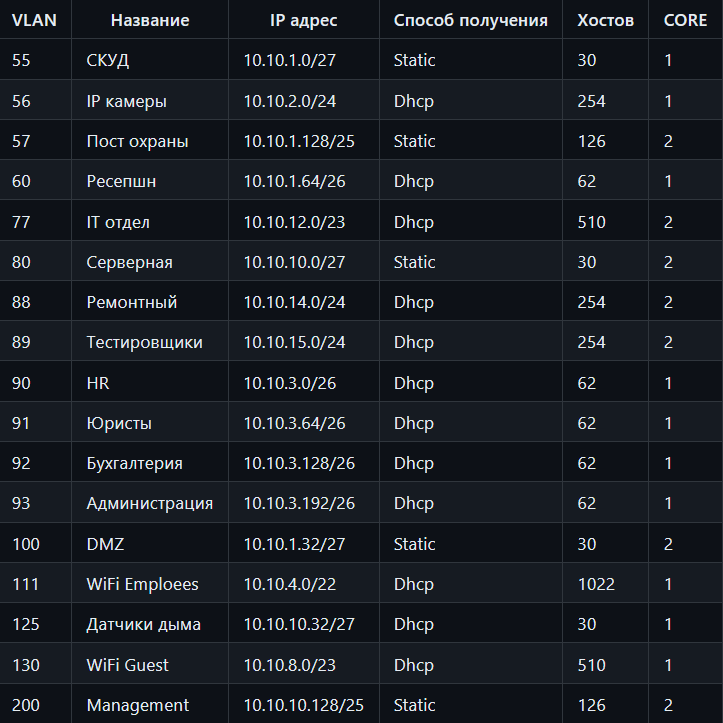 VLAN Название IP адрес Способ получения Хостов CORE
55 СКУД 10.10.1.0/27 Static 30 1
56 IP камеры 10.10.2.0/24 Dhcp 254 1
57 Пост охраны 10.10.1.128/25 Static 126 2
60 Ресепшн 10.10.1.64/26 Dhcp 62 1
77 IT отдел 10.10.12.0/23 Dhcp 510 2
80 Серверная 10.10.10.0/27 Static 30 2
88 Ремонтный 10.10.14.0/24 Dhcp 254 2
89 Тестировщики 10.10.15.0/24 Dhcp 254 2
90 HR 10.10.3.0/26 Dhcp 62 1
91 Юристы 10.10.3.64/26 Dhcp 62 1
92 Бухгалтерия 10.10.3.128/26 Dhcp 62 1
93 Администрация 10.10.3.192/26 Dhcp 62 1
100 DMZ 10.10.1.32/27 Static 30 2
111 WiFi Emploees 10.10.4.0/22 Dhcp 1022 1
125 Датчики дыма 10.10.10.32/27 Dhcp 30 1
130 WiFi Guest 10.10.8.0/23 Dhcp 510 1
200 Management 10.10.10.128/25 Static 126 2